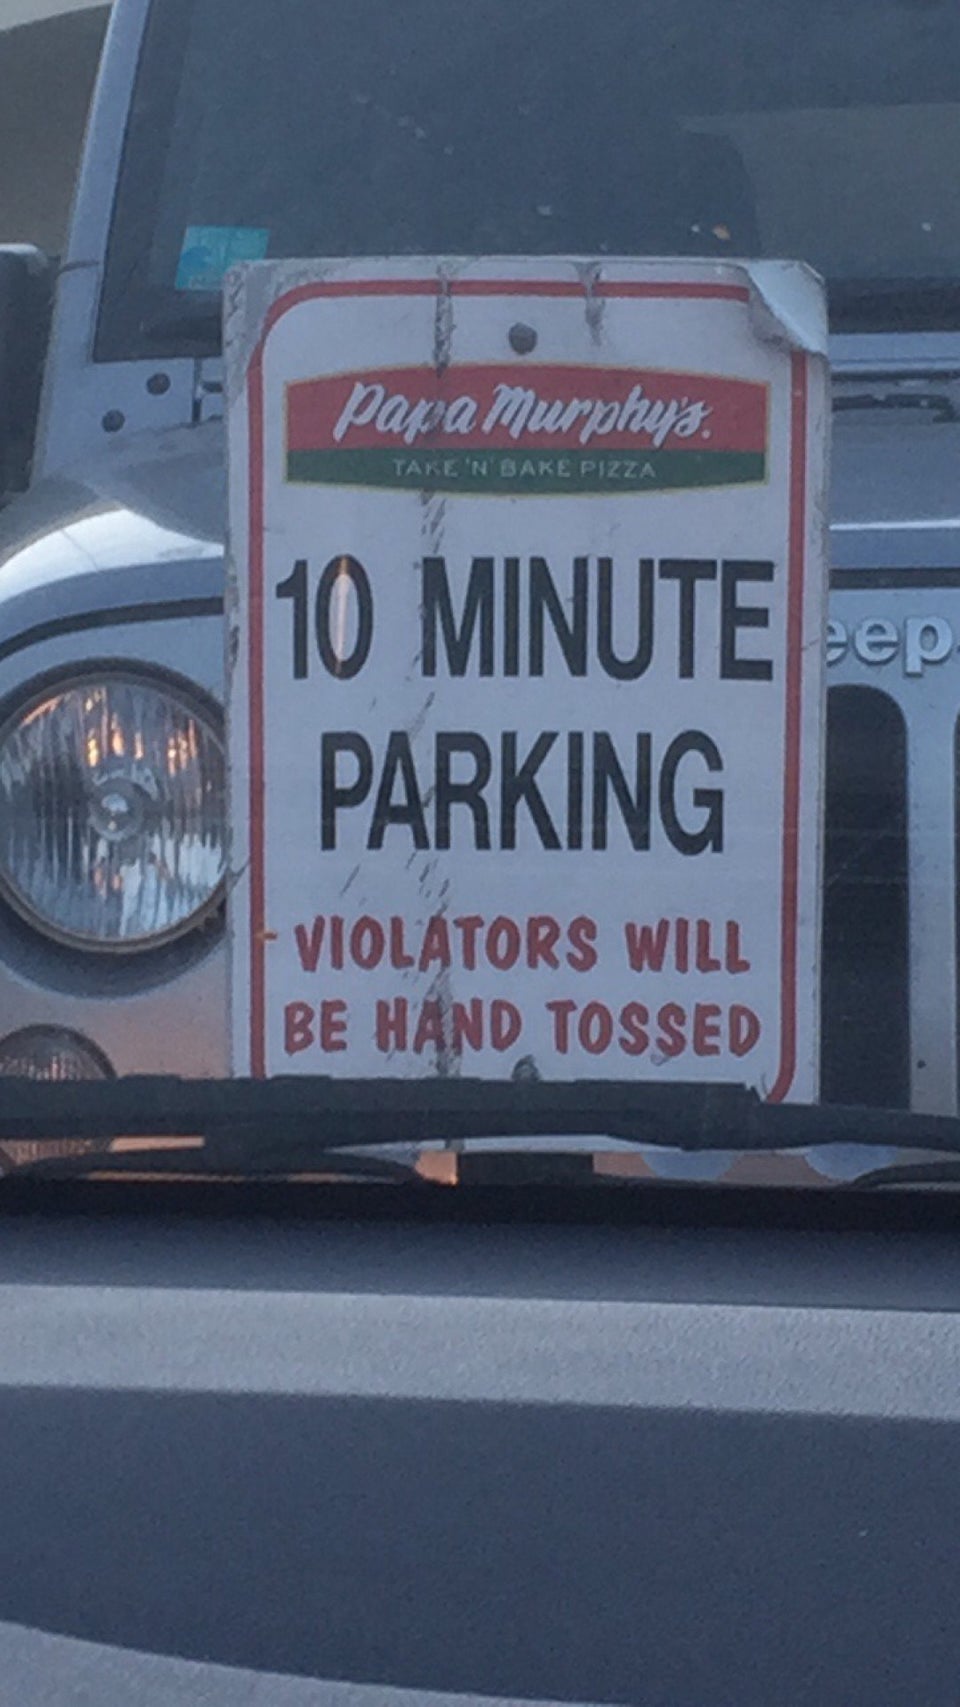 Papa Murphy's.
TAKE 'N' BAKE PIZZA
10 MINUTE
PARKING
VIOLATORS WILL
BE HAND TOSSED
eep